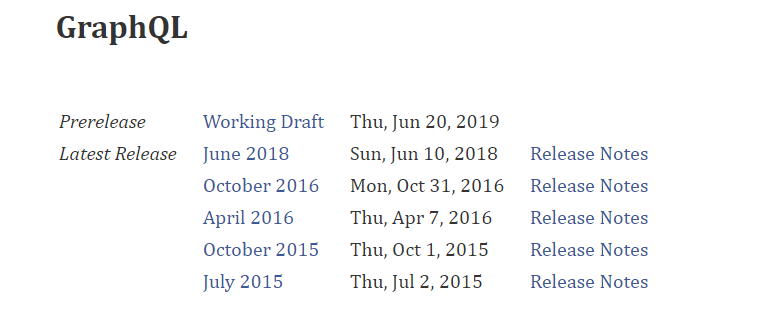 GraphQL
Prerelease Working Draft Thu, Jun 20, 2019
Latest Release June 2018 Sun, Jun 10, 2018 Release Notes
October 2016 Mon, Oct 31, 2016 Release Notes
April 2016 Thu, Apr 7, 2016 Release Notes
October 2015 Thu, Oct 1, 2015 Release Notes
July 2015 Thu, Jul 2, 2015 Release Notes